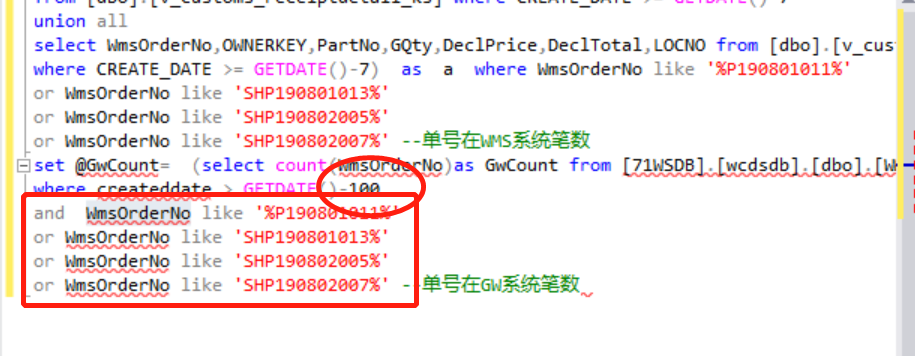 from [dbo].[v_customs_receiptdetail_ks] where CREATE_DATE >= GETDATE()-7
union all
select WmsOrderNo,OWNERKEY,PartNo,GQty,DeclPrice,DeclTotal,LOCNO from [dbo].[v_cus
where CREATE_DATE >= GETDATE()-7) as a where WmsOrderNo like '%P190801011%'
or WmsOrderNo like 'SHP190801013%'
or WmsOrderNo like 'SHP190802005%'
or WmsOrderNo like 'SHP190802007%' --单号在WMS系统笔数
set @GwCount= (select count(WmsOrderNo)as GwCount from [71WSDB].[wcdsdb].[dbo].[W
where createddate > GETDATE()-100
and WmsOrderNo like '%P190801011%'
or WmsOrderNo like 'SHP190801013%'
or WmsOrderNo like 'SHP190802005%'
or WmsOrderNo like 'SHP190802007%' --单号在GW系统笔数